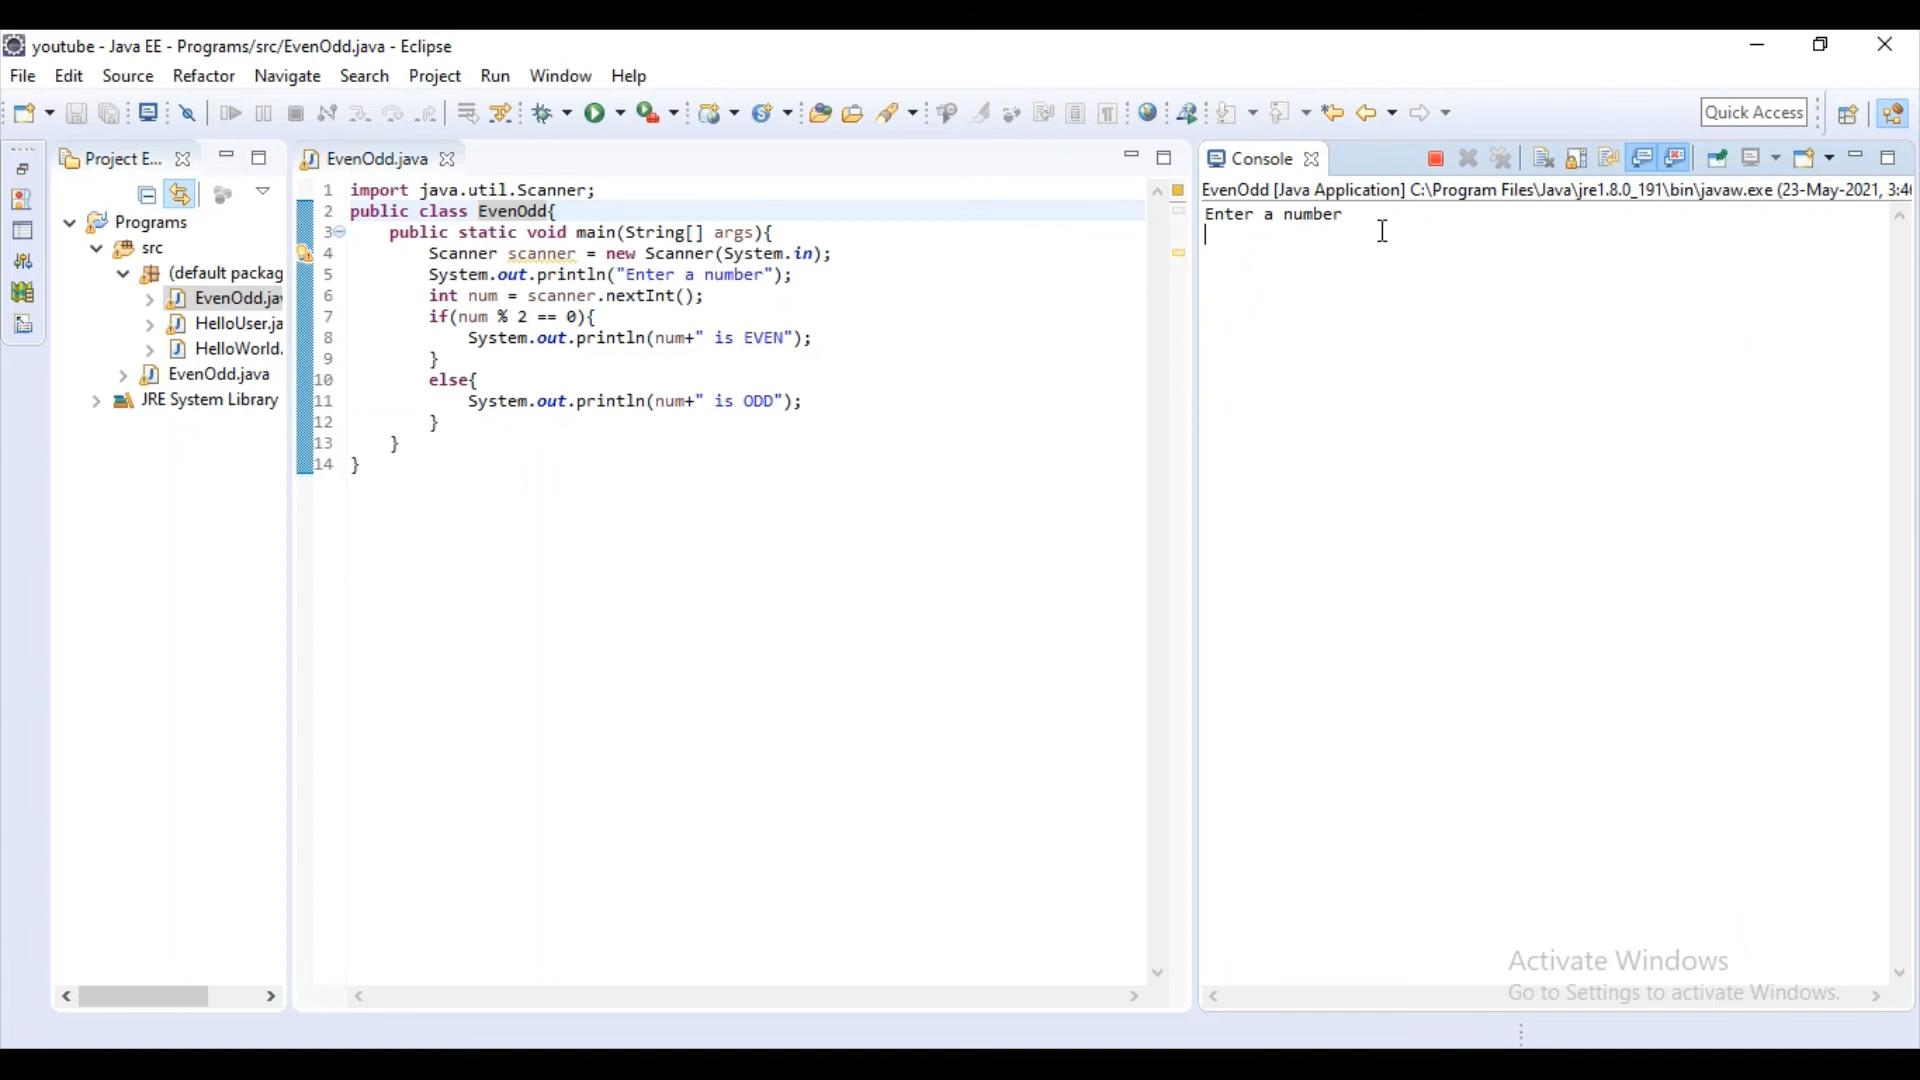 youtube - Java EE - Programs/src/EvenOdd.java - Eclipse
File Edit Source Refactor Navigate Search Project Run Window Help
Quick Access
Project E...
Programs
src
(default packag
EvenOdd.jav
HelloUser.ja
HelloWorld.
EvenOdd.java
JRE System Library
EvenOdd.java
1 import java.util.Scanner;
2 public class EvenOdd{
3 public static void main(String[] args){
4 Scanner scanner = new Scanner(System.in);
5 System.out.println("Enter a number");
6 int num = scanner.nextInt();
7 if(num % 2 == 0){
8 System.out.println(num+" is EVEN");
9 }
10 else{
11 System.out.println(num+" is ODD");
12 }
13 }
14 }
Console
EvenOdd [Java Application] C:\Program Files\Java\jre1.8.0_191\bin\javaw.exe (23-May-2021, 3:46
Enter a number
Activate Windows
Go to Settings to activate Windows.